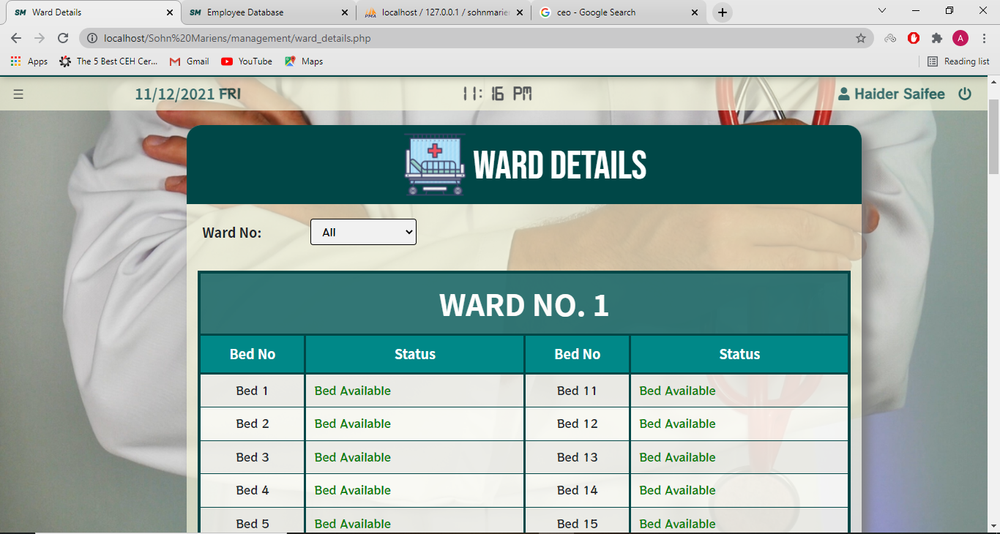 SM Ward Details
SM Employee Database
PMA localhost / 127.0.0.1 / sohnmarie
G ceo - Google Search
localhost/Sohn%20Mariens/management/ward_details.php
A
Apps
The 5 Best CEH Cer...
Gmail
YouTube
Maps
Reading list
11/12/2021 FRI
11: 16 PM
Haider Saifee
WARD DETAILS
Ward No:
All
WARD NO. 1
Bed No Status Bed No Status
Bed 1 Bed Available Bed 11 Bed Available
Bed 2 Bed Available Bed 12 Bed Available
Bed 3 Bed Available Bed 13 Bed Available
Bed 4 Bed Available Bed 14 Bed Available
Bed 5 Bed Available Bed 15 Bed Available